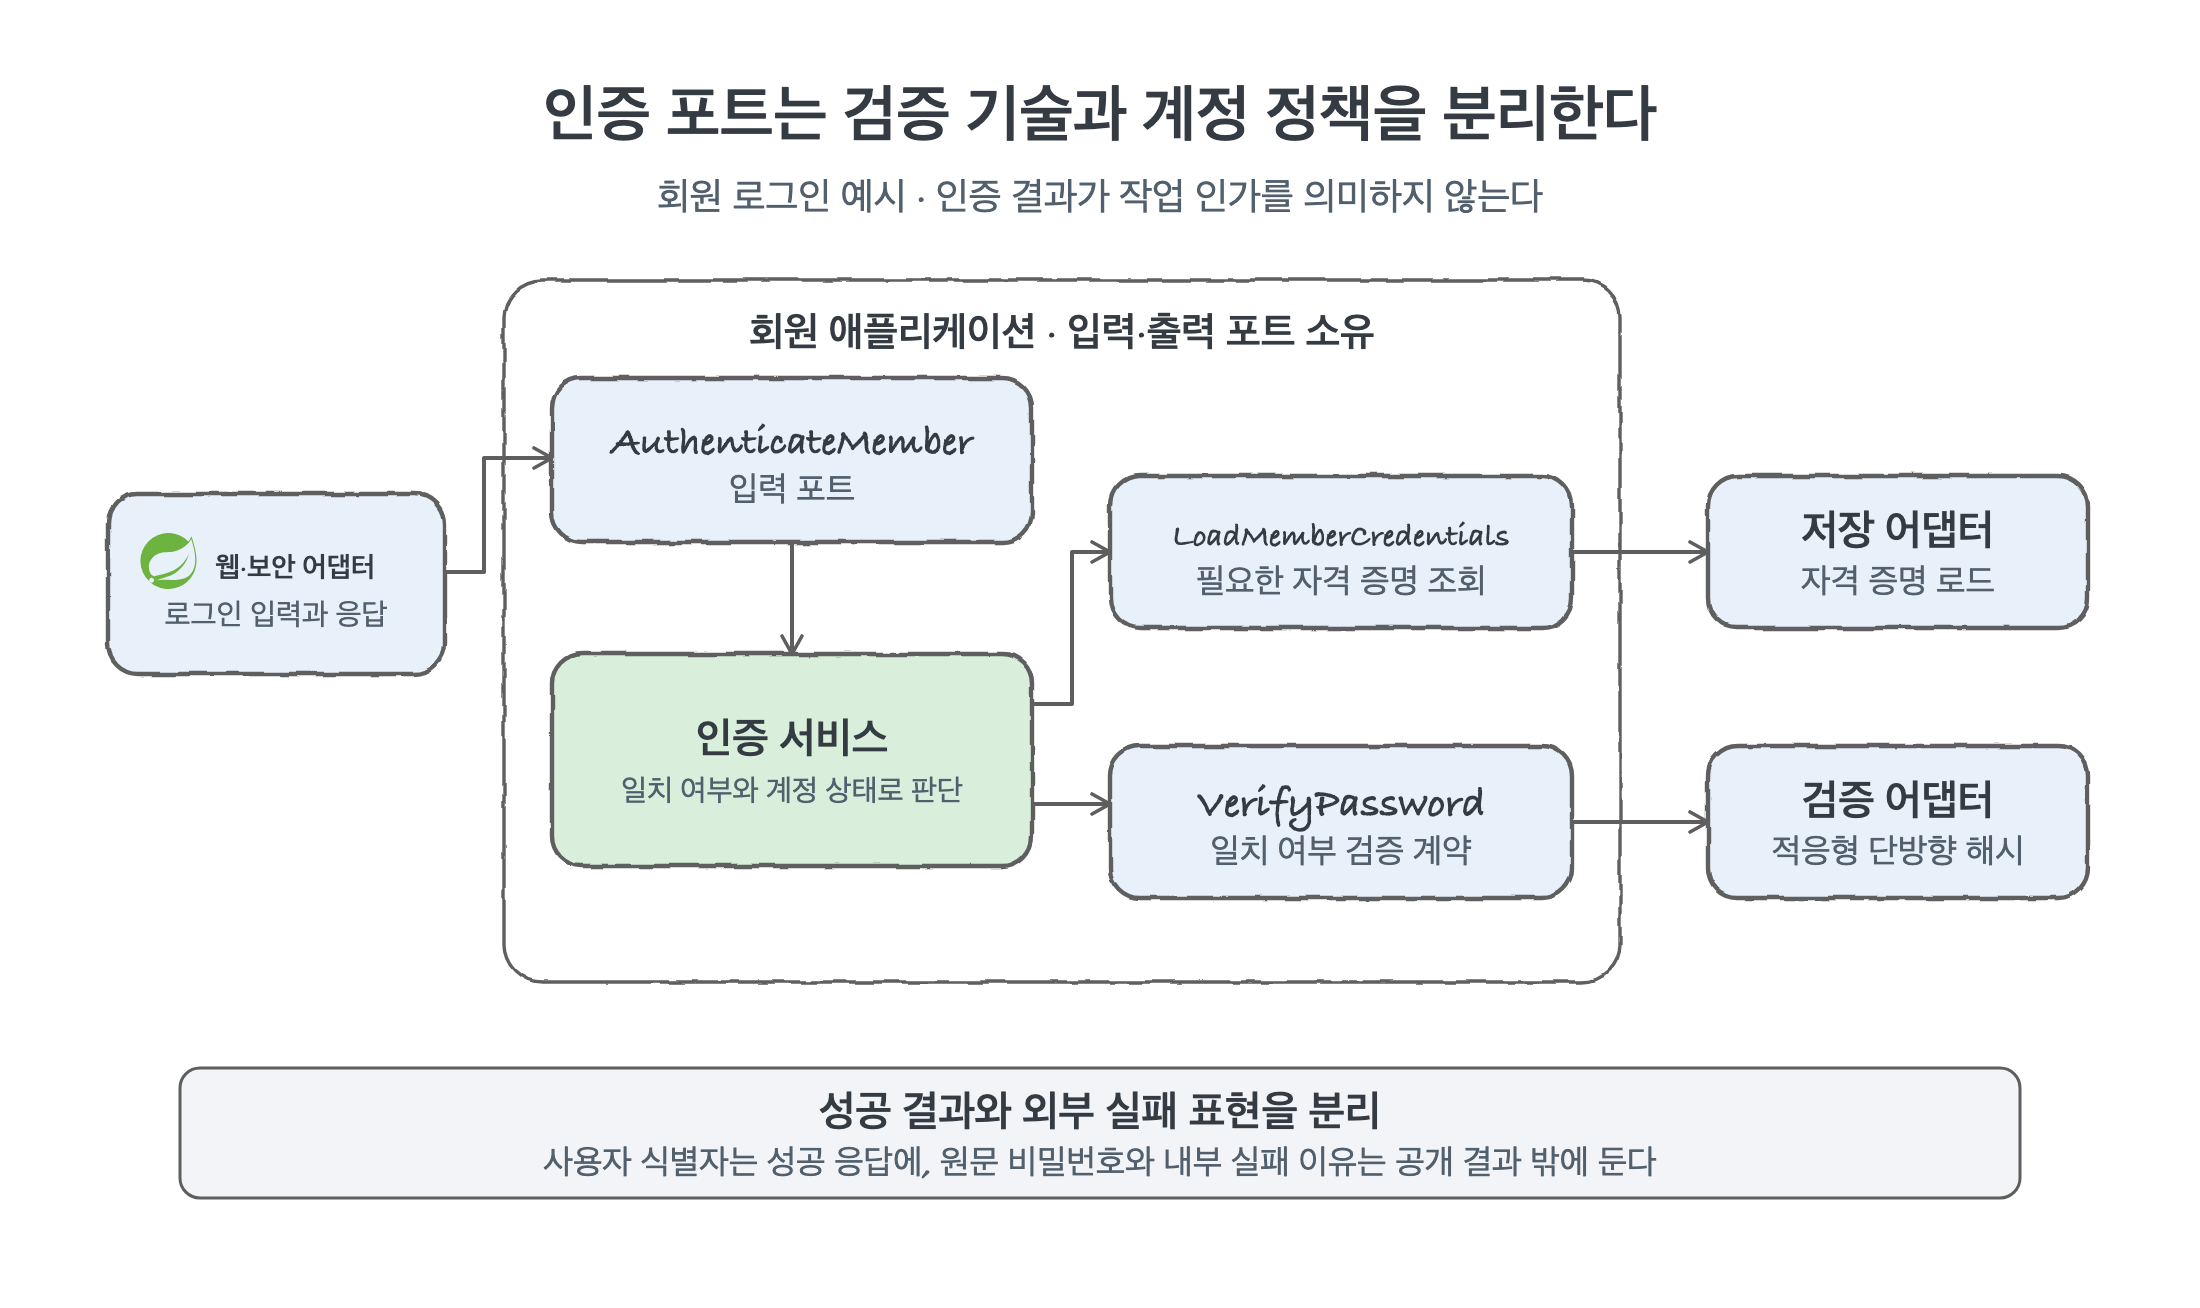 인증 포트는 검증 기술과 계정 정책을 분리한다
회원 로그인 예시 · 인증 결과가 작업 인가를 의미하지 않는다
회원 애플리케이션 · 입력·출력 포트 소유
AuthenticateMember
입력 포트
웹·보안 어댑터
로그인 입력과 응답
LoadMemberCredentials
필요한 자격 증명 조회
저장 어댑터
자격 증명 로드
인증 서비스
일치 여부와 계정 상태로 판단
VerifyPassword
일치 여부 검증 계약
검증 어댑터
적응형 단방향 해시
성공 결과와 외부 실패 표현을 분리
사용자 식별자는 성공 응답에, 원문 비밀번호와 내부 실패 이유는 공개 결과 밖에 둔다